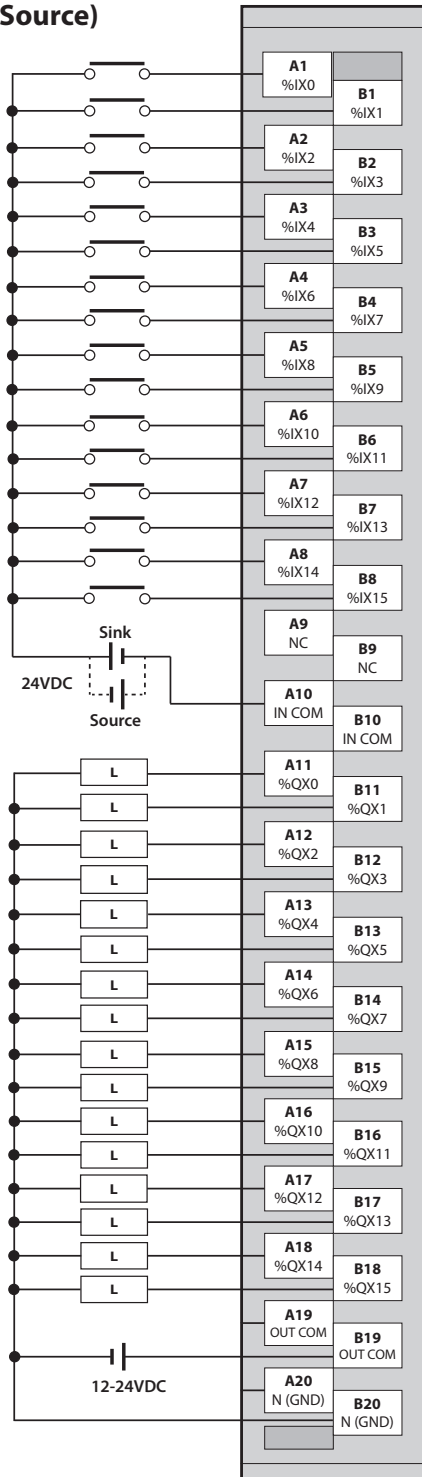 Source)
A1
%IX0
B1
%IX1
A2
%IX2
B2
%IX3
A3
%IX4
B3
%IX5
A4
%IX6
B4
%IX7
A5
%IX8
B5
%IX9
A6
%IX10
B6
%IX11
A7
%IX12
B7
%IX13
A8
%IX14
B8
%IX15
A9
NC
B9
NC
Sink
24VDC
Source
A10
IN COM
B10
IN COM
L
A11
%QX0
L
B11
%QX1
L
A12
%QX2
L
B12
%QX3
L
A13
%QX4
L
B13
%QX5
L
A14
%QX6
L
B14
%QX7
L
A15
%QX8
L
B15
%QX9
L
A16
%QX10
L
B16
%QX11
L
A17
%QX12
L
B17
%QX13
L
A18
%QX14
L
B18
%QX15
A19
OUT COM
B19
OUT COM
12-24VDC
A20
N (GND)
B20
N (GND)